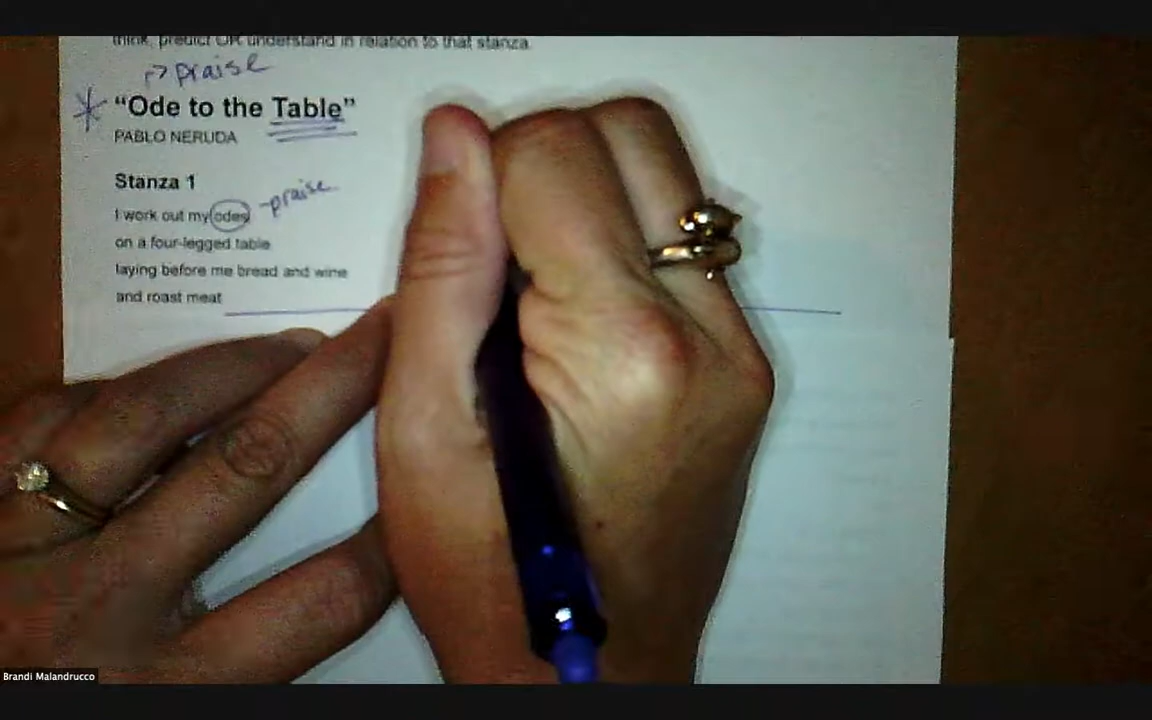 think, predict OR understand in relation to that stanza.
praise
"Ode to the Table"
PABLO NERUDA
Stanza 1
-praise
I work out my odes
on a four-legged table
laying before me bread and wine
and roast meat
Brandi Malandrucco